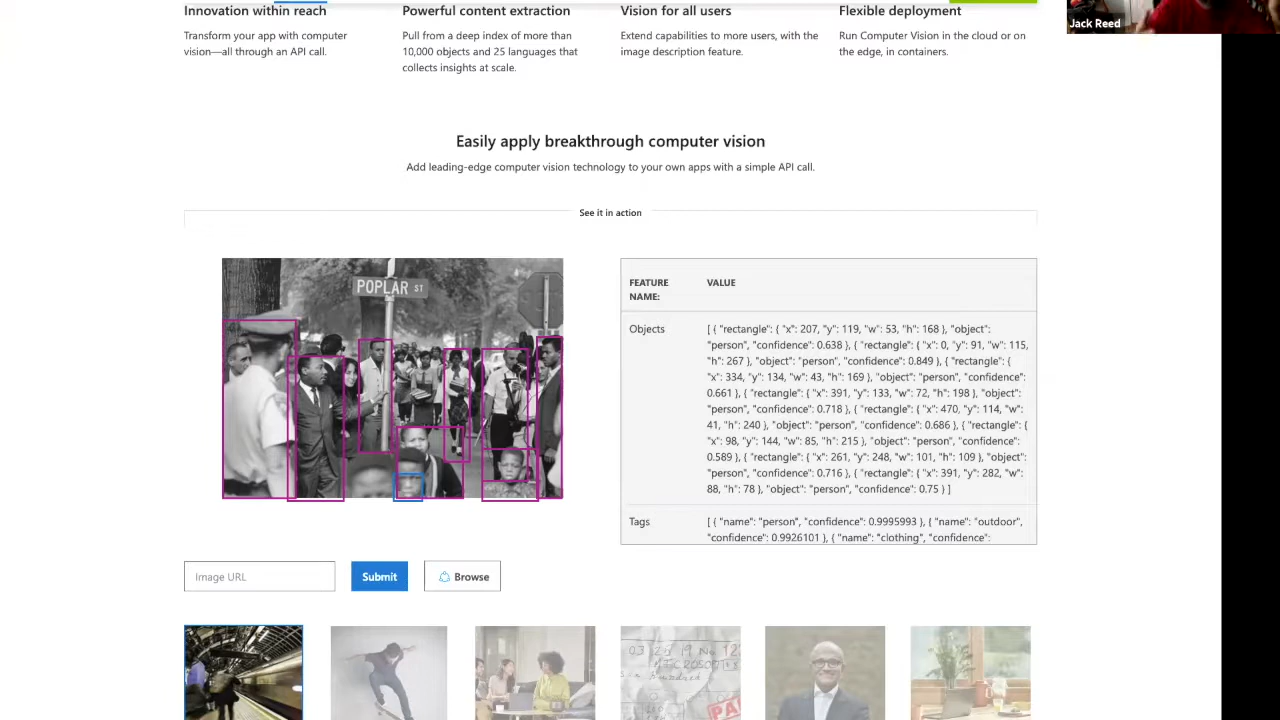 Innovation within reach
Powerful content extraction
Vision for all users
Flexible deployment
Jack Reed
Transform your app with computer
vision—all through an API call.
Pull from a deep index of more than
10,000 objects and 25 languages that
collects insights at scale.
Extend capabilities to more users, with the
image description feature.
Run Computer Vision in the cloud or on
the edge, in containers.
Easily apply breakthrough computer vision
Add leading-edge computer vision technology to your own apps with a simple API call.
See it in action
POPLAR ST
FEATURE
NAME:
VALUE
Objects
[ { "rectangle": { "x": 207, "y": 119, "w": 53, "h": 168 }, "object":
"person", "confidence": 0.638 }, { "rectangle": { "x": 0, "y": 91, "w": 115,
"h": 267 }, "object": "person", "confidence": 0.849 }, { "rectangle": {
"x": 334, "y": 134, "w": 43, "h": 169 }, "object": "person", "confidence":
0.661 }, { "rectangle": { "x": 391, "y": 133, "w": 72, "h": 198 }, "object":
"person", "confidence": 0.718 }, { "rectangle": { "x": 470, "y": 114, "w":
41, "h": 240 }, "object": "person", "confidence": 0.686 }, { "rectangle": {
"x": 98, "y": 144, "w": 85, "h": 215 }, "object": "person", "confidence":
0.589 }, { "rectangle": { "x": 261, "y": 248, "w": 101, "h": 109 }, "object":
"person", "confidence": 0.716 }, { "rectangle": { "x": 391, "y": 282, "w":
88, "h": 78 }, "object": "person", "confidence": 0.75 } ]
Tags
[ { "name": "person", "confidence": 0.9995993 }, { "name": "outdoor",
"confidence": 0.9926101 }, { "name": "clothing", "confidence":
Image URL
Submit
Browse